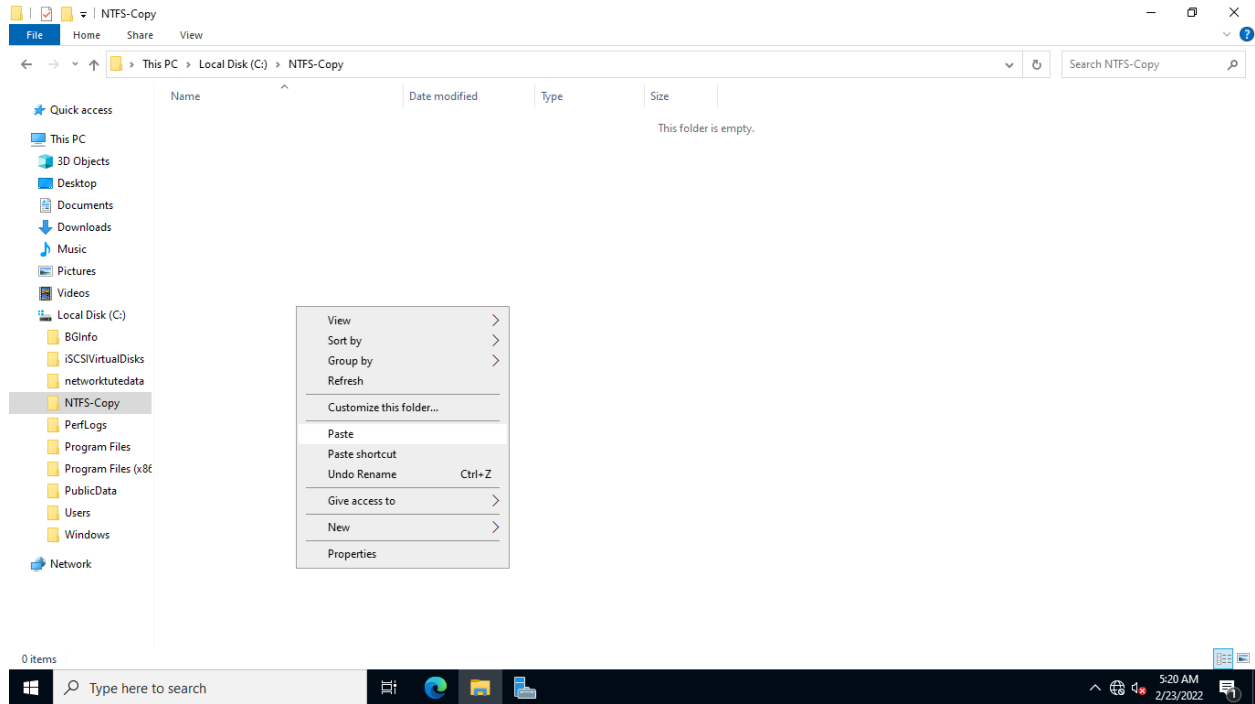 NTFS-Copy
File Home Share View
This PC Local Disk (C:) NTFS-Copy Search NTFS-Copy
Name Date modified Type Size
This folder is empty.
Quick access
This PC
3D Objects
Desktop
Documents
Downloads
Music
Pictures
Videos
Local Disk (C:)
BGInfo
iSCSIVirtualDisks
networktutedata
NTFS-Copy
PerfLogs
Program Files
Program Files (x86
PublicData
Users
Windows
Network
View
Sort by
Group by
Refresh
Customize this folder...
Paste
Paste shortcut
Undo Rename Ctrl+Z
Give access to
New
Properties
0 items
Type here to search
5:20 AM
2/23/2022
1